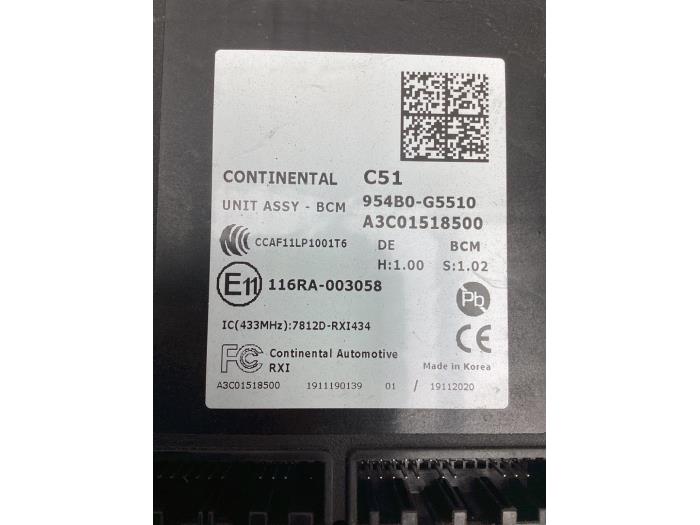 CONTINENTAL C51
UNIT ASSY - BCM 954B0-G5510
A3C01518500
CCAF11LP1001T6 DE BCM
H:1.00 S:1.02
E11 116RA-003058
Pb
IC(433MHz):7812D-RXI434
CE
FC Continental Automotive
RXI
Made in Korea
A3C01518500 1911190139 01 / 19112020